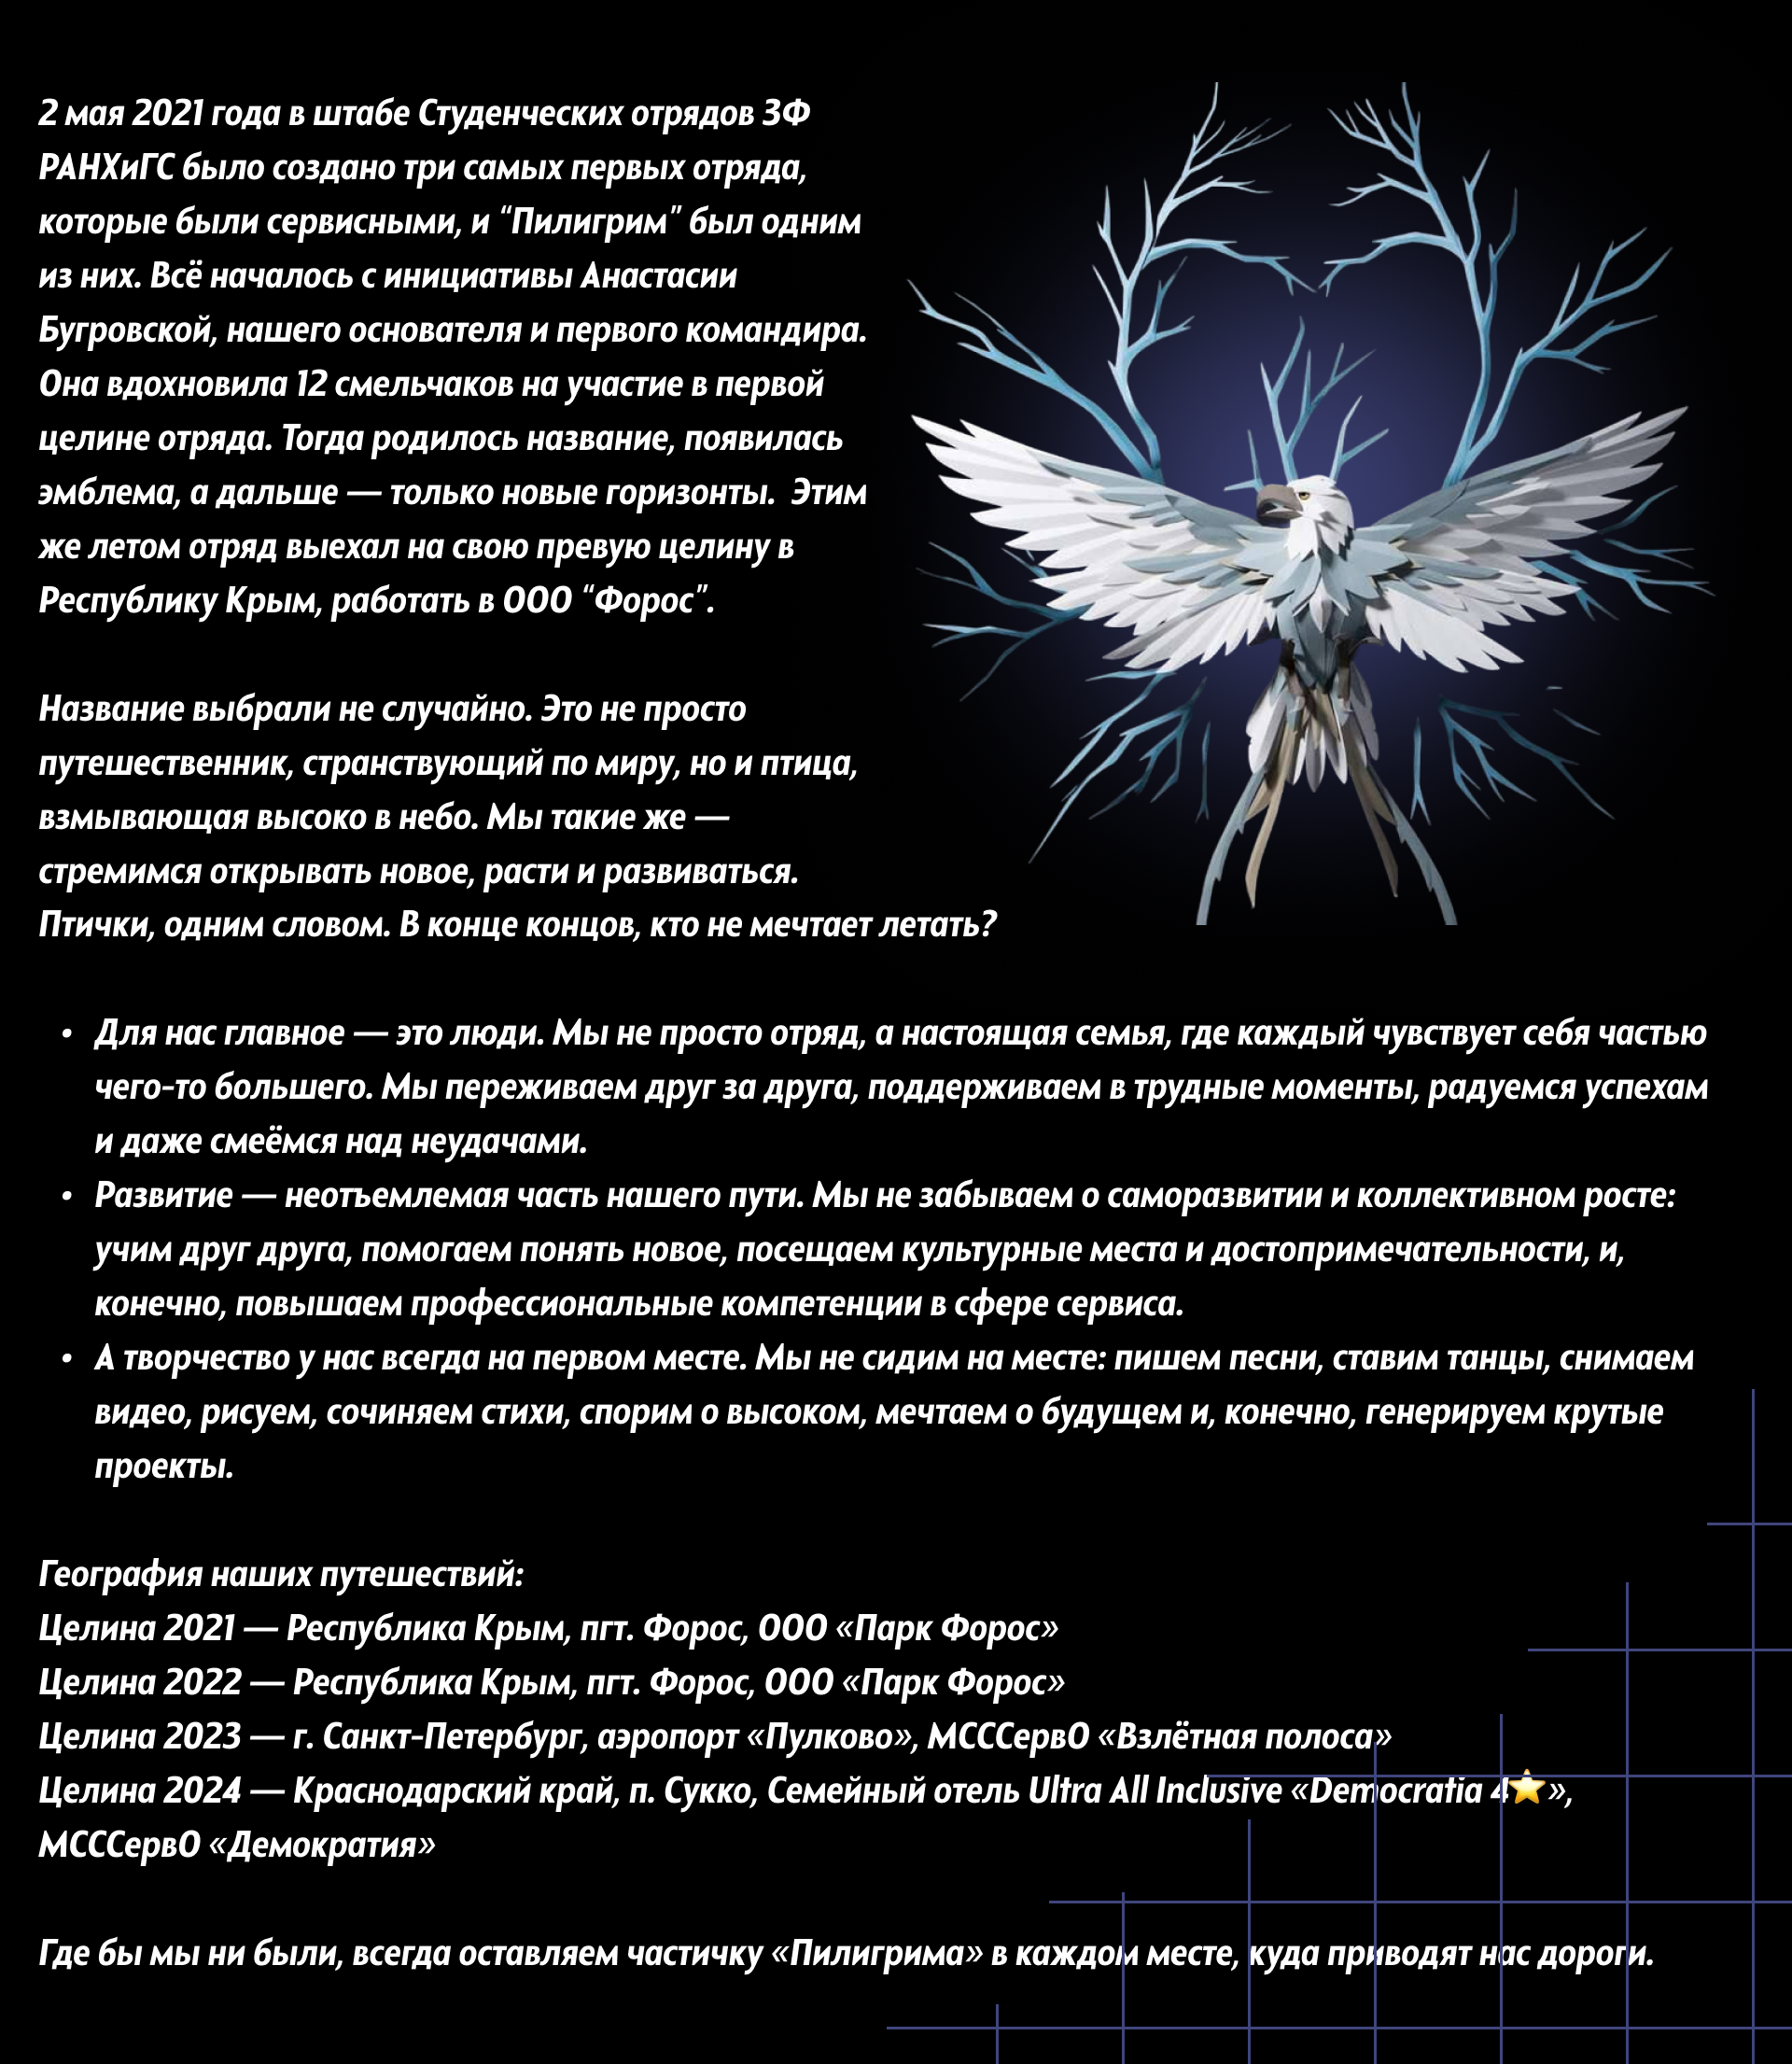 2 мая 2021 года в штабе Студенческих отрядов ЗФ
РАНХиГС было создано три самых первых отряда,
которые были сервисными, и “Пилигрим” был одним
из них. Всё началось с инициативы Анастасии
Бугровской, нашего основателя и первого командира.
Она вдохновила 12 смельчаков на участие в первой
целине отряда. Тогда родилось название, появилась
эмблема, а дальше — только новые горизонты.  Этим
же летом отряд выехал на свою превую целину в
Республику Крым, работать в ООО “Форос”.

Название выбрали не случайно. Это не просто
путешественник, странствующий по миру, но и птица,
взмывающая высоко в небо. Мы такие же —
стремимся открывать новое, расти и развиваться.
Птички, одним словом. В конце концов, кто не мечтает летать?

• Для нас главное — это люди. Мы не просто отряд, а настоящая семья, где каждый чувствует себя частью
чего-то большего. Мы переживаем друг за друга, поддерживаем в трудные моменты, радуемся успехам
и даже смеёмся над неудачами.
• Развитие — неотъемлемая часть нашего пути. Мы не забываем о саморазвитии и коллективном росте:
учим друг друга, помогаем понять новое, посещаем культурные места и достопримечательности, и,
конечно, повышаем профессиональные компетенции в сфере сервиса.
• А творчество у нас всегда на первом месте. Мы не сидим на месте: пишем песни, ставим танцы, снимаем
видео, рисуем, сочиняем стихи, спорим о высоком, мечтаем о будущем и, конечно, генерируем крутые
проекты.

География наших путешествий:
Целина 2021 — Республика Крым, пгт. Форос, ООО «Парк Форос»
Целина 2022 — Республика Крым, пгт. Форос, ООО «Парк Форос»
Целина 2023 — г. Санкт-Петербург, аэропорт «Пулково», МСССервО «Взлётная полоса»
Целина 2024 — Краснодарский край, п. Сукко, Семейный отель Ultra All Inclusive «Democratia 4⭐»,
МСССервО «Демократия»

Где бы мы ни были, всегда оставляем частичку «Пилигрима» в каждом месте, куда приводят нас дороги.